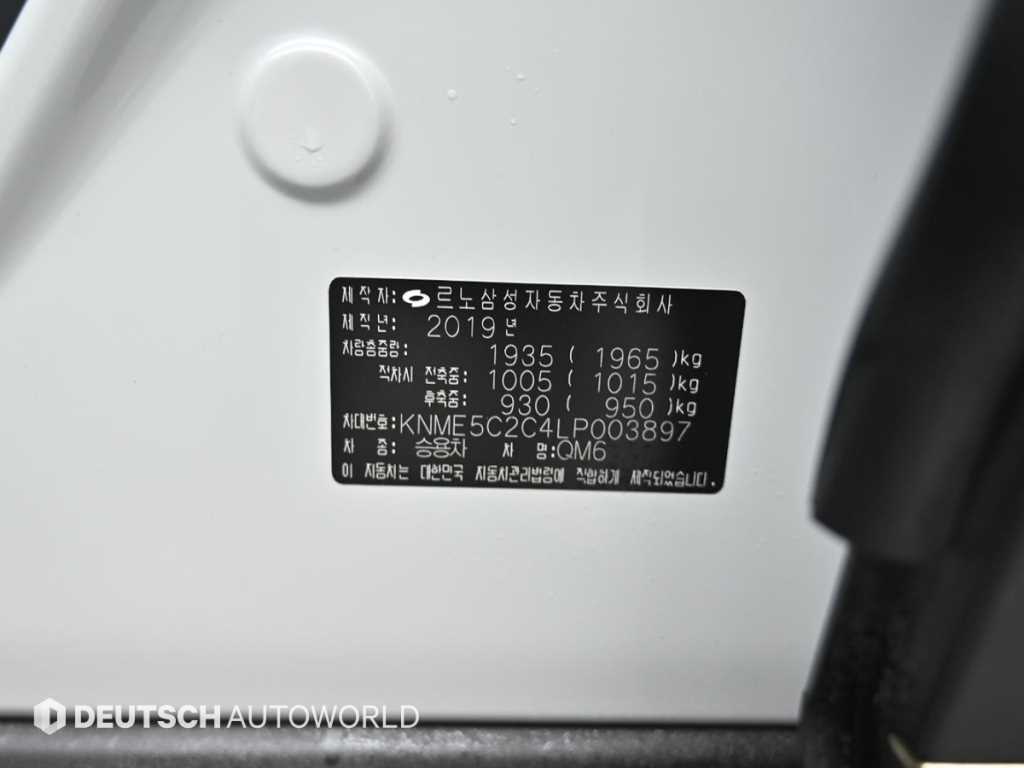 제작자: 르노삼성자동차주식회사
제작년: 2019년
차량총중량: 1935 ( 1965 )kg
적차시 전축중: 1005 ( 1015 )kg
후축중: 930 ( 950 )kg
차대번호: KNME5C2C4LP003897
차 종: 승용차 차 명: QM6
이 자동차는 대한민국 자동차관리법령에 적합하게 제작되었습니다.
DEUTSCH AUTOWORLD